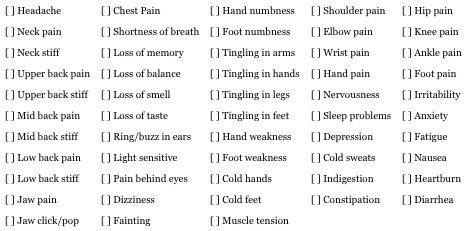 [ ] Headache [ ] Chest Pain [ ] Hand numbness [ ] Shoulder pain [ ] Hip pain
[ ] Neck pain [ ] Shortness of breath [ ] Foot numbness [ ] Elbow pain [ ] Knee pain
[ ] Neck stiff [ ] Loss of memory [ ] Tingling in arms [ ] Wrist pain [ ] Ankle pain
[ ] Upper back pain [ ] Loss of balance [ ] Tingling in hands [ ] Hand pain [ ] Foot pain
[ ] Upper back stiff [ ] Loss of smell [ ] Tingling in legs [ ] Nervousness [ ] Irritability
[ ] Mid back pain [ ] Loss of taste [ ] Tingling in feet [ ] Sleep problems [ ] Anxiety
[ ] Mid back stiff [ ] Ring/buzz in ears [ ] Hand weakness [ ] Depression [ ] Fatigue
[ ] Low back pain [ ] Light sensitive [ ] Foot weakness [ ] Cold sweats [ ] Nausea
[ ] Low back stiff [ ] Pain behind eyes [ ] Cold hands [ ] Indigestion [ ] Heartburn
[ ] Jaw pain [ ] Dizziness [ ] Cold feet [ ] Constipation [ ] Diarrhea
[ ] Jaw click/pop [ ] Fainting [ ] Muscle tension